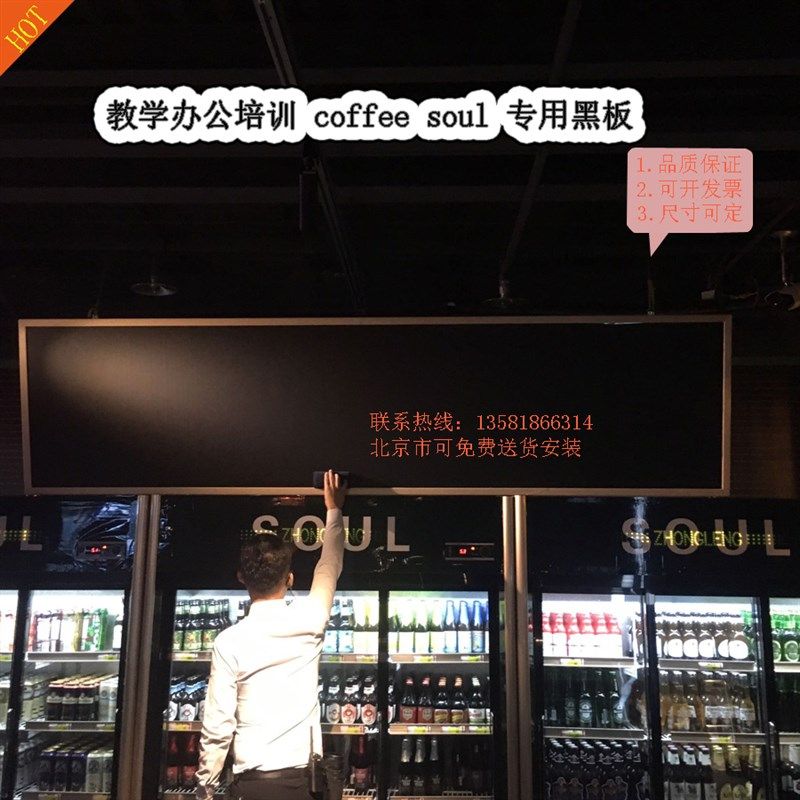 HOT
教学办公培训 coffee soul 专用黑板
1.品质保证
2.可开发票
3.尺寸可定
联系热线：13581866314
北京市可免费送货安装
UL
SOUL
SOUL
ZHONGLENG